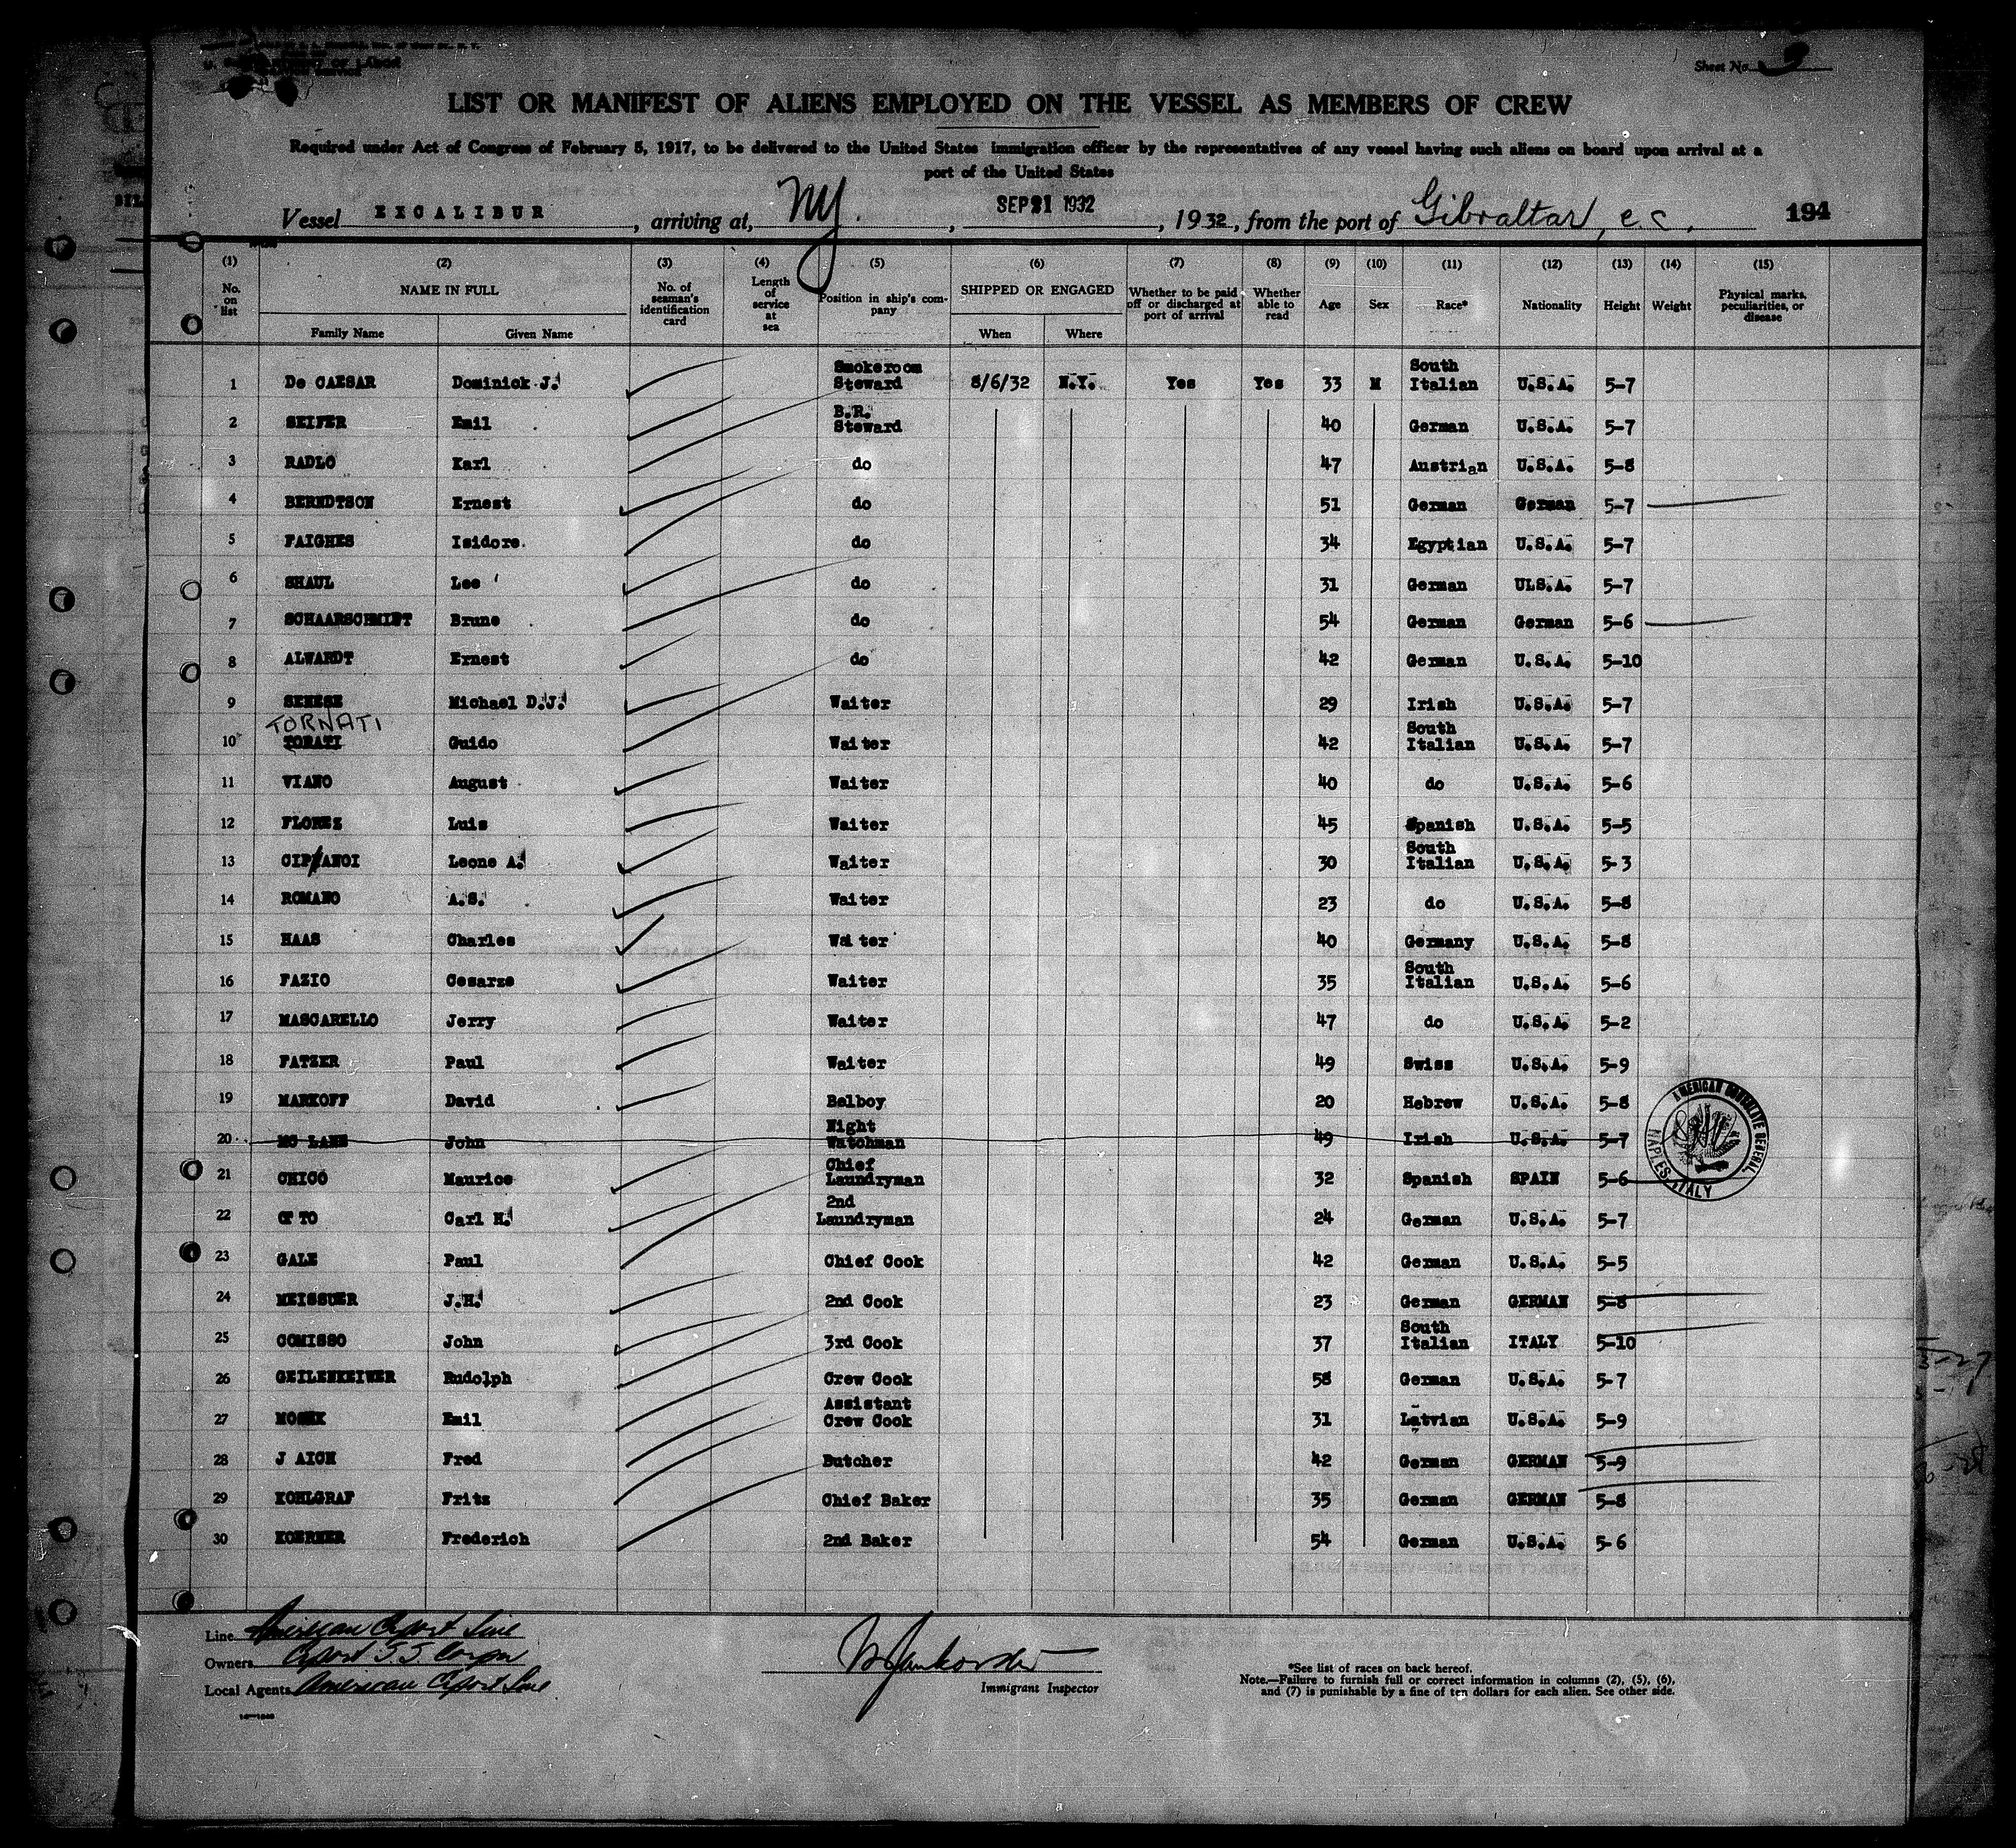 Sheet No. 3
LIST OR MANIFEST OF ALIENS EMPLOYED ON THE VESSEL AS MEMBERS OF CREW
Required under Act of Congress of February 5, 1917, to be delivered to the United States immigration officer by the representatives of any vessel having such aliens on board upon arrival at a
port of the United States
Vessel EXCALIBUR, arriving at, NY., SEP 21 1932, 1932, from the port of Gibraltar, e.c. 194
(1) (2) (3) (4) (5) (6) (7) (8) (9) (10) (11) (12) (13) (14) (15)
No. on list NAME IN FULL Family Name Given Name No. of seaman's identification card Length of service at sea Position in ship's company SHIPPED OR ENGAGED When Where Whether to be paid off or discharged at port of arrival Whether able to read Age Sex Race* Nationality Height Weight Physical marks, peculiarities, or disease
1 De CAESAR Dominick J. Smokeroom Steward 8/6/32 N.Y. Yes Yes 33 M South Italian U.S.A. 5-7
2 SEIFER Emil B.R. Steward 40 German U.S.A. 5-7
3 RADLO Karl do 47 Austrian U.S.A. 5-8
4 BERNDTSON Ernest do 51 German German 5-7
5 FAIGHES Isidore. do 34 Egyptian U.S.A. 5-7
6 SHAUL Lee do 31 German ULS.A. 5-7
7 SCHAARSCHMIDT Bruno do 54 German German 5-6
8 ALWARDT Ernest do 42 German U.S.A. 5-10
9 SENESE Michael D.J. Waiter 29 Irish U.S.A. 5-7
TORNATI
10 TORATI Guido Waiter 42 South Italian U.S.A. 5-7
11 VIANO August Waiter 40 do U.S.A. 5-6
12 FLOREZ Luis Waiter 45 Spanish U.S.A. 5-5
13 Leone A. Waiter 30 South Italian U.S.A. 5-3
14 ROMANO A.S. Waiter 23 do U.S.A. 5-8
15 HAAS Charles Waiter 40 Germany U.S.A. 5-8
16 FAZIO Cesarze Waiter 35 South Italian U.S.A. 5-6
17 MASCARELLO Jerry Waiter 47 do U.S.A. 5-2
18 FATZER Paul Waiter 49 Swiss U.S.A. 5-9
19 MARKOFF David Belboy 20 Hebrew U.S.A. 5-8
20 MC LANE John Night Watchman 49 Irish U.S.A. 5-7
21 CHICO Maurice Chief Laundryman 32 Spanish SPAIN 5-6
22 OTTO Carl H. 2nd Laundryman 24 German U.S.A. 5-7
23 GALE Paul Chief Cook 42 German U.S.A. 5-5
24 MEISSUER J.H. 2nd Cook 23 German GERMAN 5-8
25 COMISSO John 3rd Cook 37 South Italian ITALY 5-10
26 GEILENKEIWER Rudolph Crew Cook 58 German U.S.A. 5-7
27 Emil Assistant Crew Cook 31 Latvian U.S.A. 5-9
28 J AICH Fred Butcher 42 German GERMAN 5-9
29 KOHLGRAF Fritz Chief Baker 35 German GERMAN 5-8
30 KOERNER Frederich 2nd Baker 54 German U.S.A. 5-6
AMERICAN CONSULATE GENERAL
NAPLES, ITALY
Line American Export Line
Owners Export S.S. Corpn
Local Agents American Export Line
Immigrant Inspector
*See list of races on back hereof.
Note.—Failure to furnish full or correct information in columns (2), (5), (6),
and (7) is punishable by a fine of ten dollars for each alien. See other side.